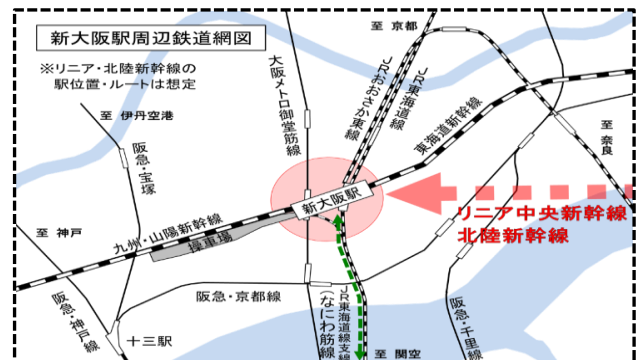 新大阪駅周辺鉄道網図
※リニア・北陸新幹線の
駅位置・ルートは想定
至 京都
大阪メトロ御堂筋線
JRおおさか東線
JR東海道線
東海道新幹線
至 伊丹空港
阪急・宝塚
至 奈良
新大阪駅
リニア中央新幹線
北陸新幹線
至 神戸
九州・山陽新幹線
操車場
阪急・神戸線
阪急・京都線
十三駅
JR東海道線支線
(なにわ筋線)
至 関空
阪急・千里線